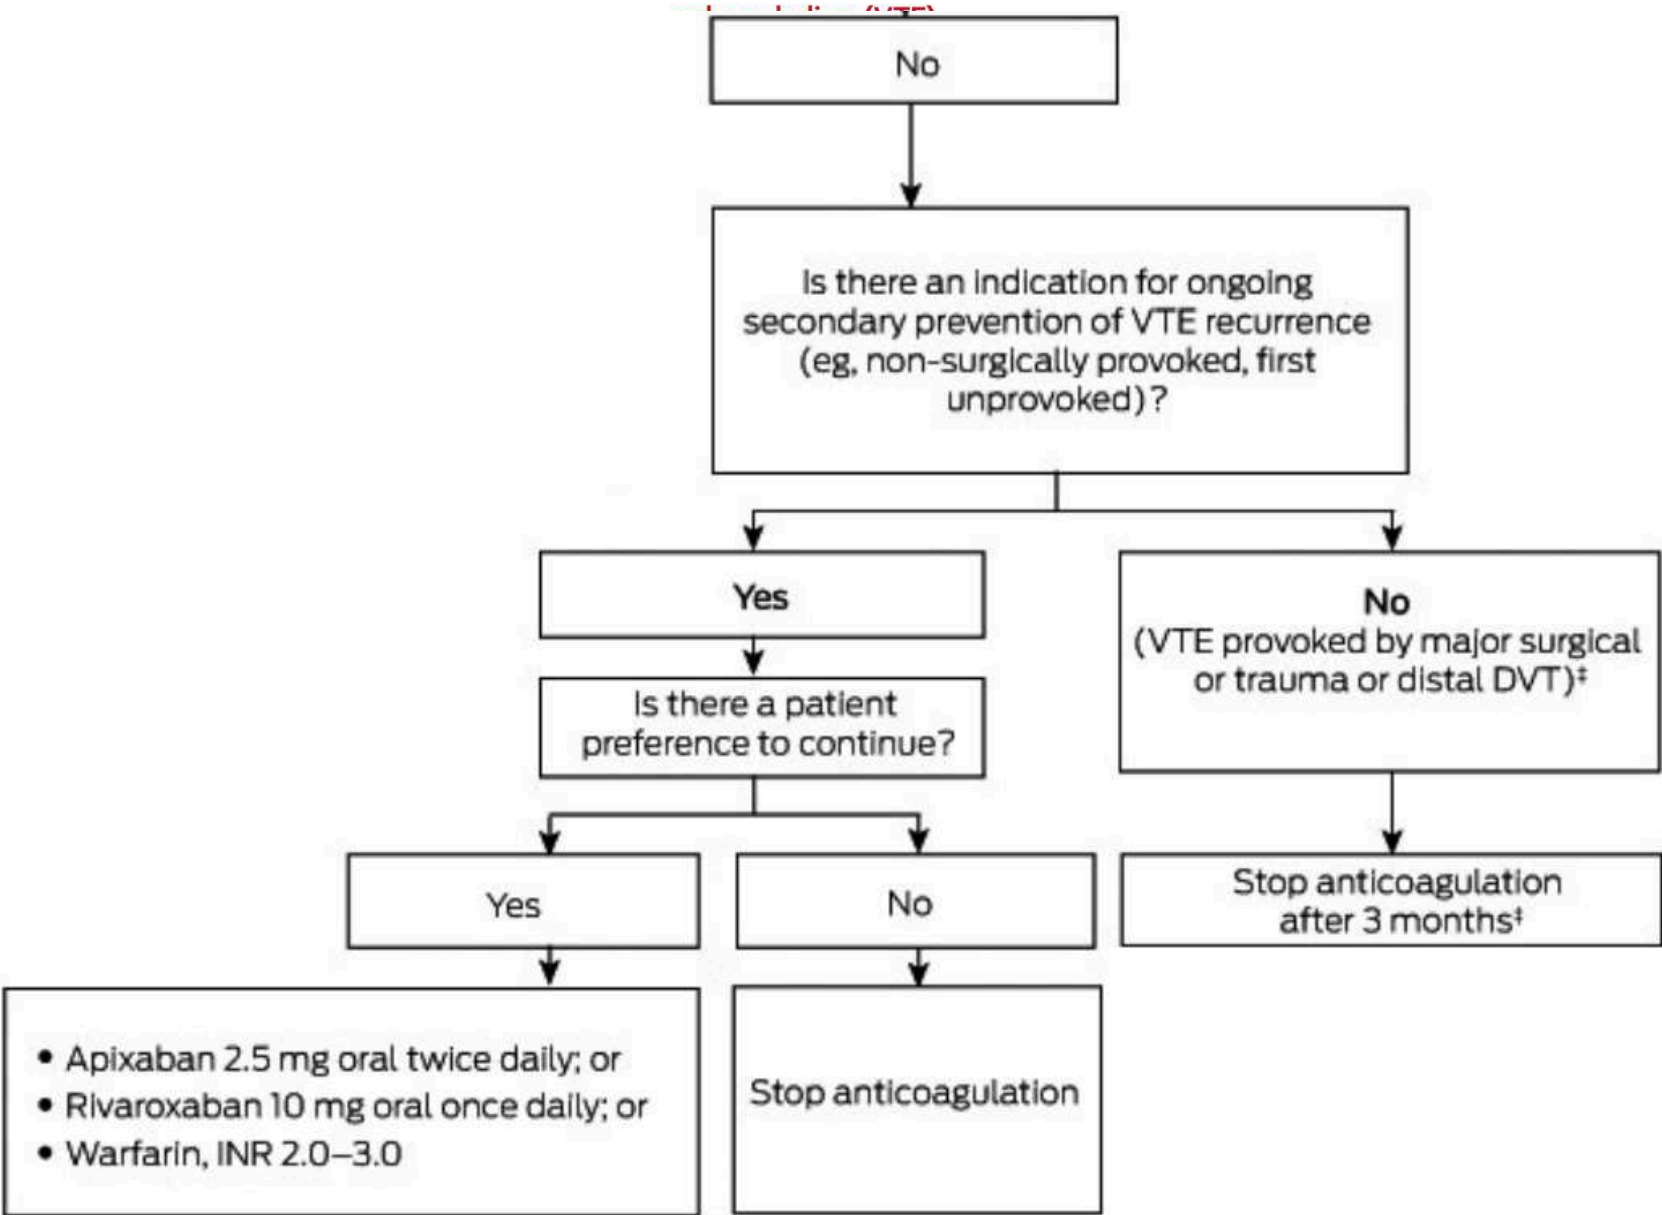 (VTE)
No
Is there an indication for ongoing
secondary prevention of VTE recurrence
(eg, non-surgically provoked, first
unprovoked)?
Yes
No
(VTE provoked by major surgical
or trauma or distal DVT)‡
Is there a patient
preference to continue?
Yes
No
Stop anticoagulation
after 3 months‡
• Apixaban 2.5 mg oral twice daily; or
• Rivaroxaban 10 mg oral once daily; or
• Warfarin, INR 2.0–3.0
Stop anticoagulation